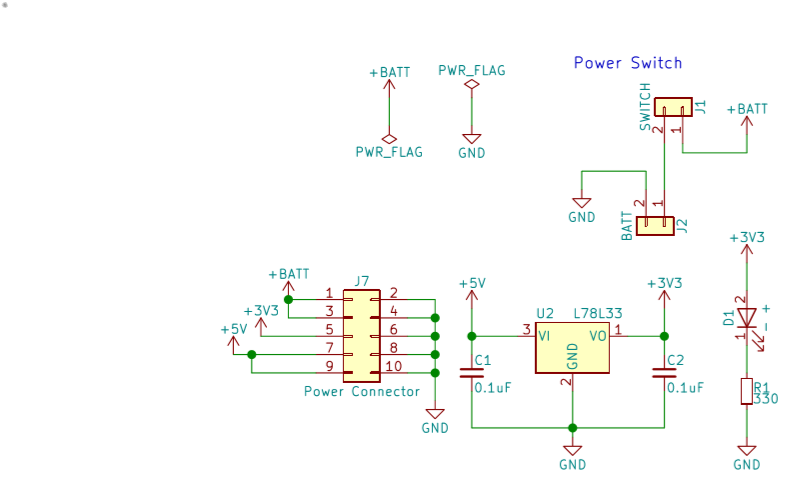 Power Switch
+BATT
PWR_FLAG
PWR_FLAG
GND
SWITCH
J1
2
1
+BATT
GND
2
1
BATT
J2
+3V3
+BATT
J7
+3V3
+5V
1
2
3
4
5
6
7
8
9
10
Power Connector
GND
+5V
+3V3
U2
L78L33
3
VI
VO
1
GND
2
C1
0.1uF
C2
0.1uF
GND
2
D1
+
-
1
R1
330
GND